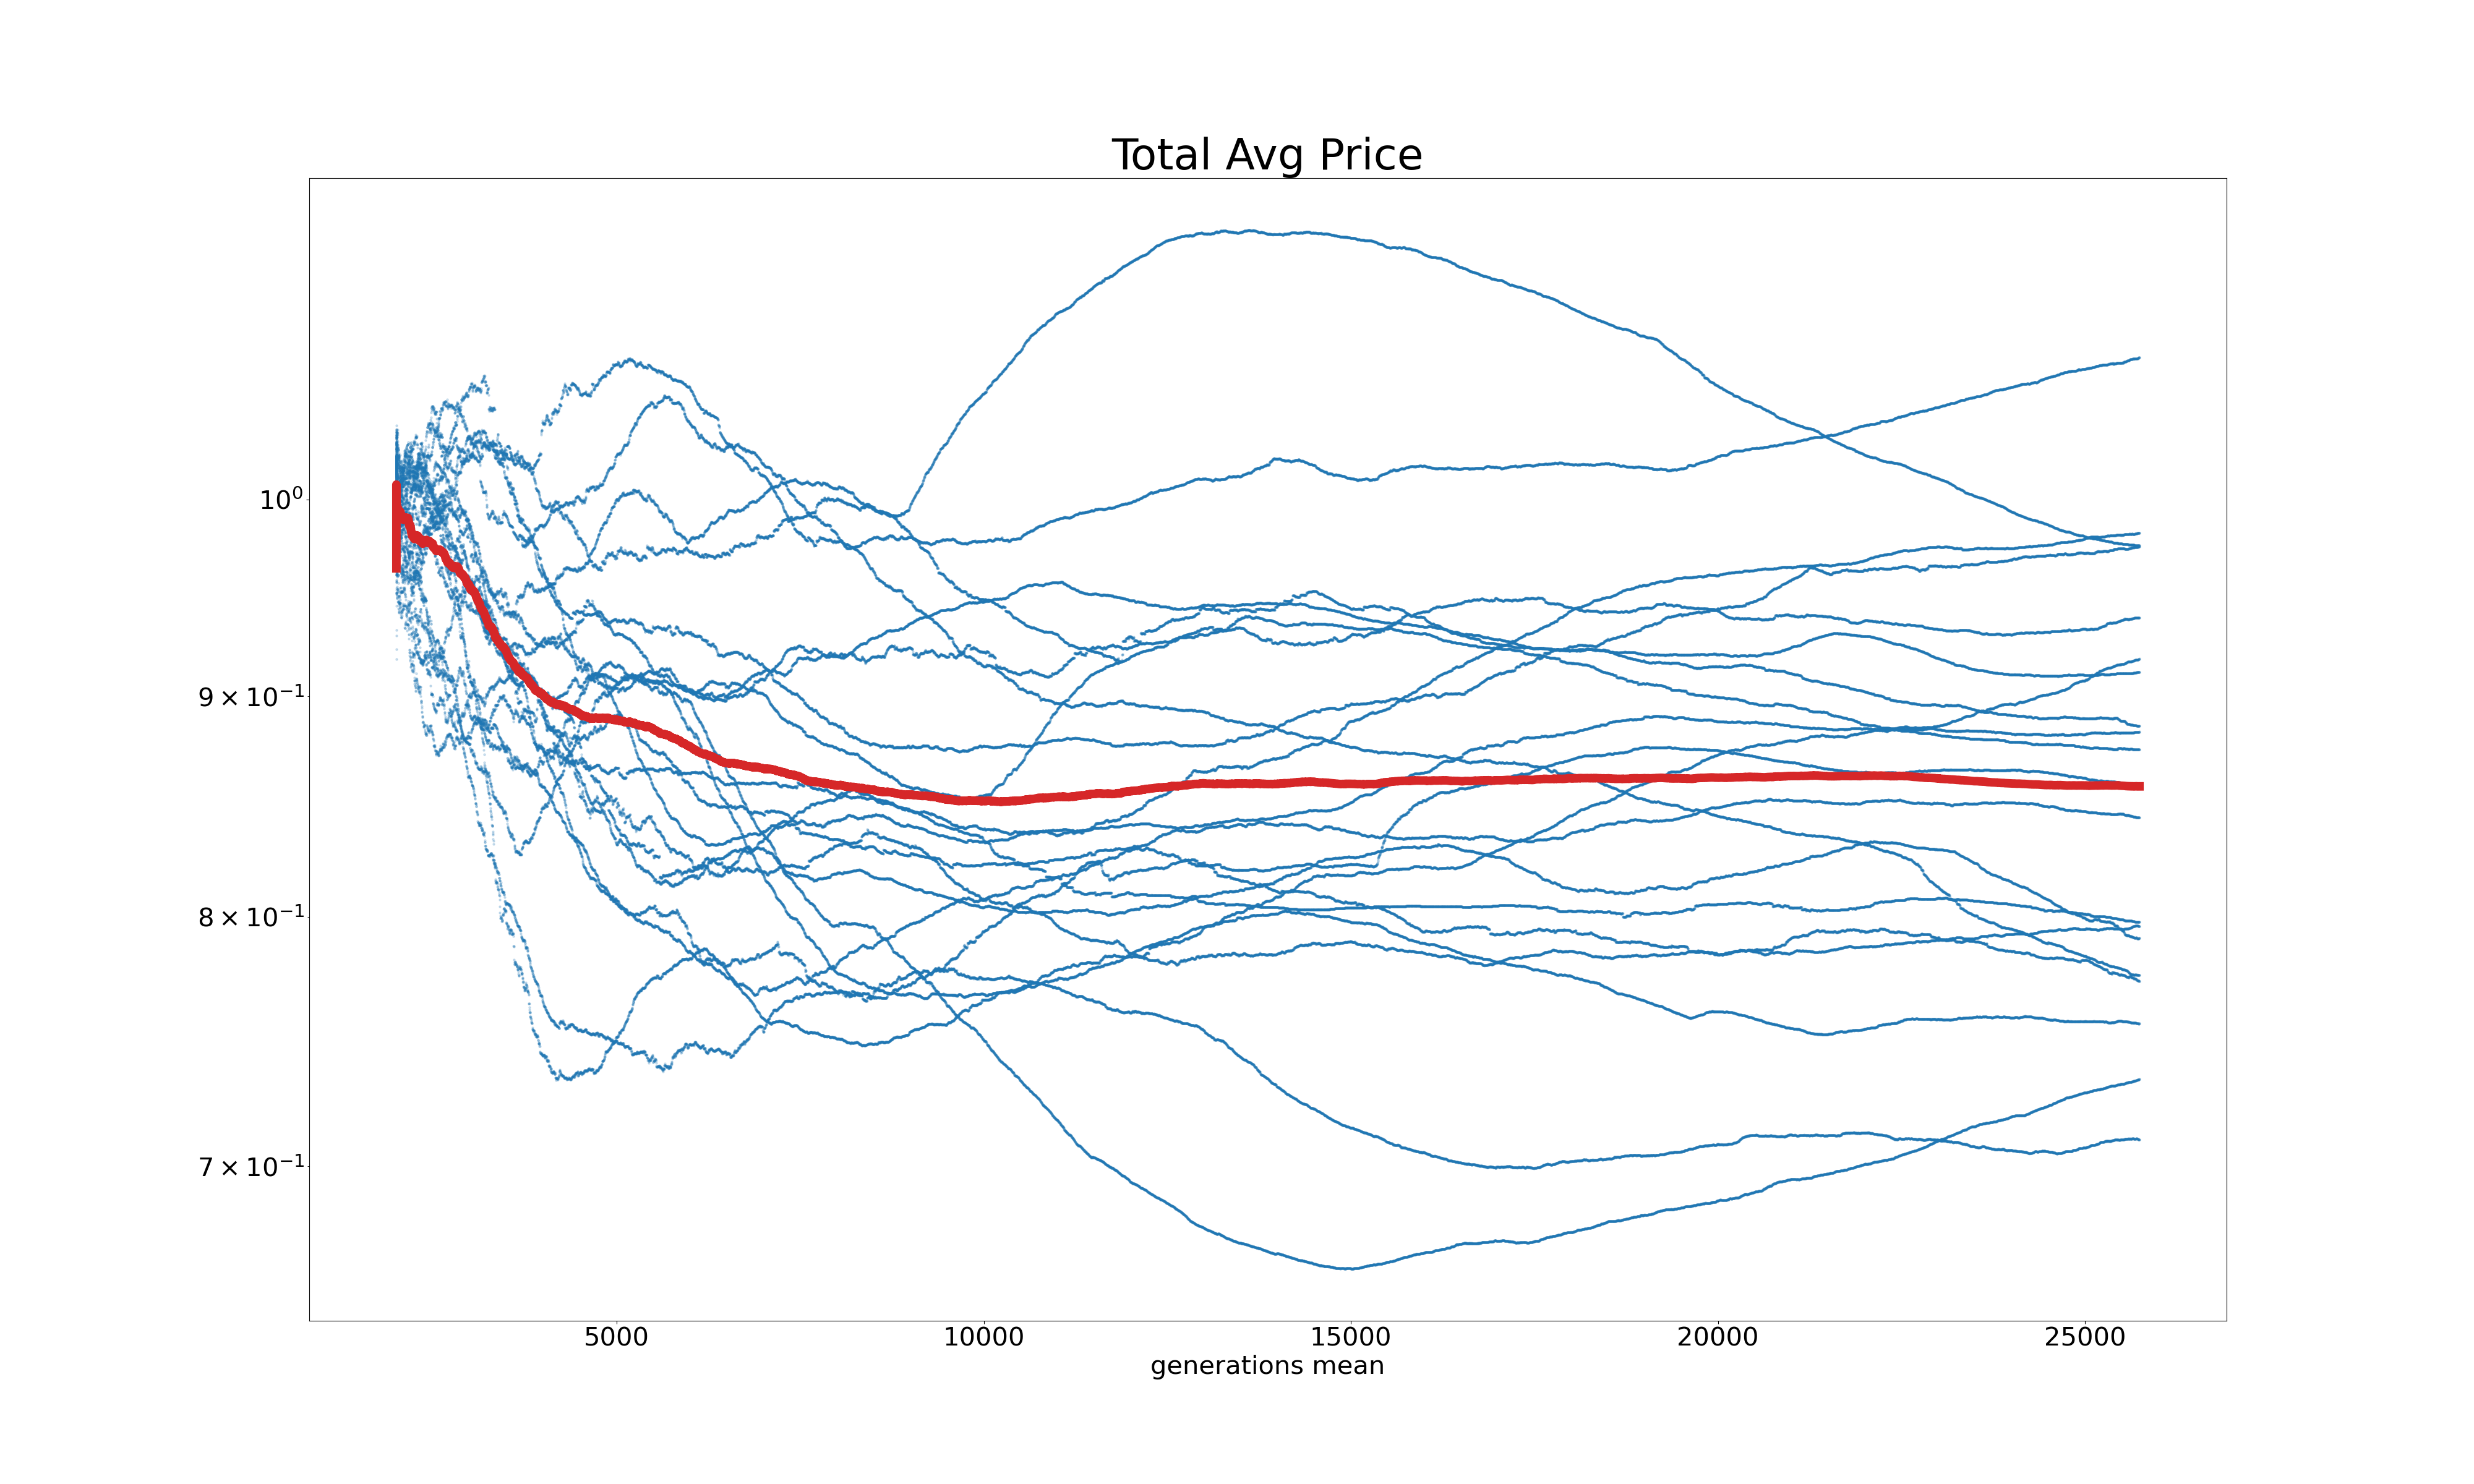 Total Avg Price
10⁰
9 × 10⁻¹
8 × 10⁻¹
7 × 10⁻¹
5000 10000 15000 20000 25000
generations mean